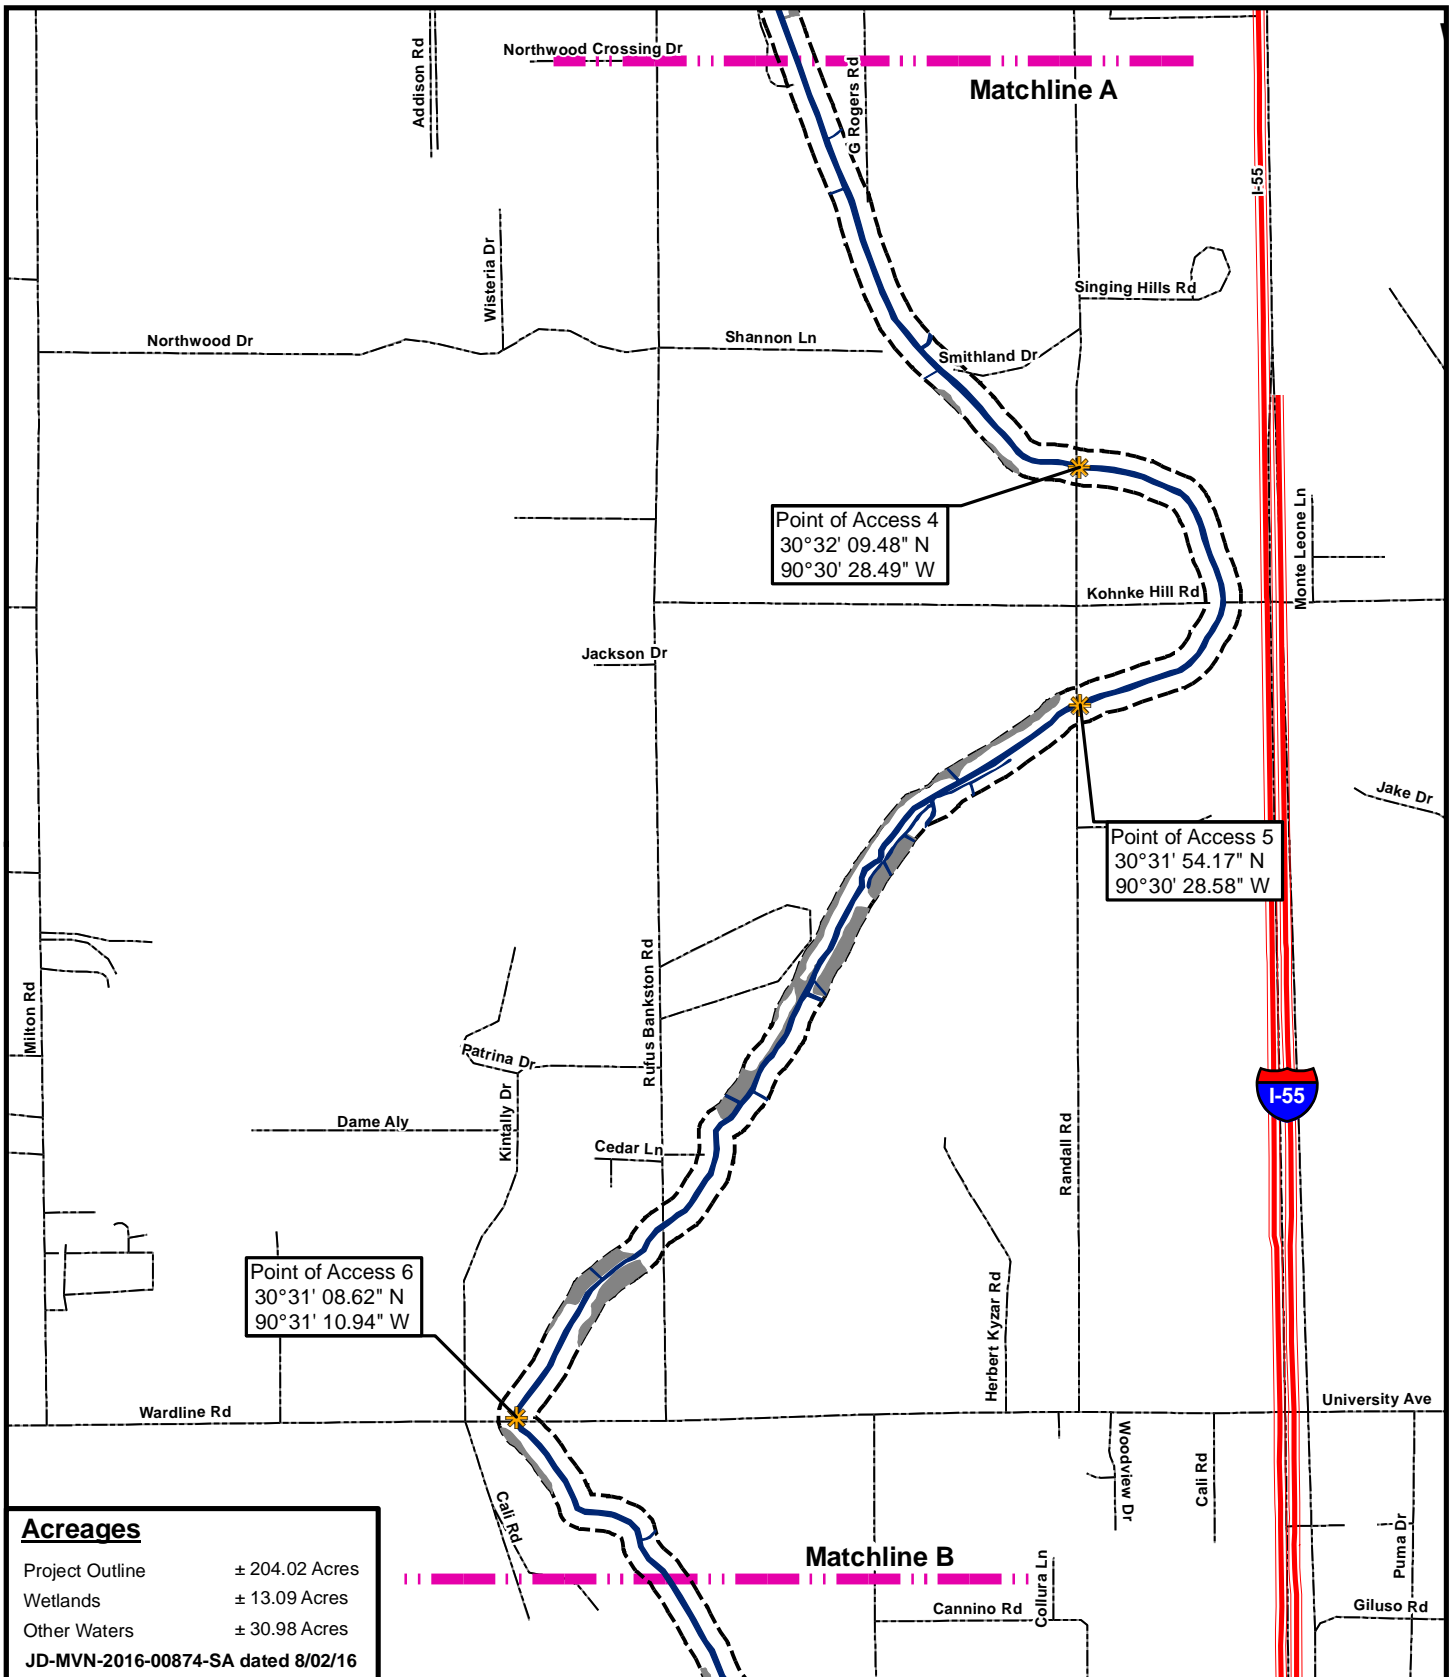 Addison Rd
Northwood Crossing Dr
G Rogers Rd
Matchline A
I-55
Wisteria Dr
Singing Hills Rd
Northwood Dr
Shannon Ln
Smithland Dr
Point of Access 4
30°32' 09.48" N
90°30' 28.49" W
Monte Leone Ln
Kohnke Hill Rd
Jackson Dr
Jake Dr
Point of Access 5
30°31' 54.17" N
90°30' 28.58" W
Milton Rd
Rufus Bankston Rd
Patrina Dr
Kintally Dr
I-55
Dame Aly
Cedar Ln
Randall Rd
Point of Access 6
30°31' 08.62" N
90°31' 10.94" W
Herbert Kyzar Rd
Wardline Rd
University Ave
Woodview Dr
Cali Rd
Cali Rd
Puma Dr
Matchline B
Collura Ln
Cannino Rd
Giluso Rd
Acreages
Project Outline ± 204.02 Acres
Wetlands ± 13.09 Acres
Other Waters ± 30.98 Acres
JD-MVN-2016-00874-SA dated 8/02/16